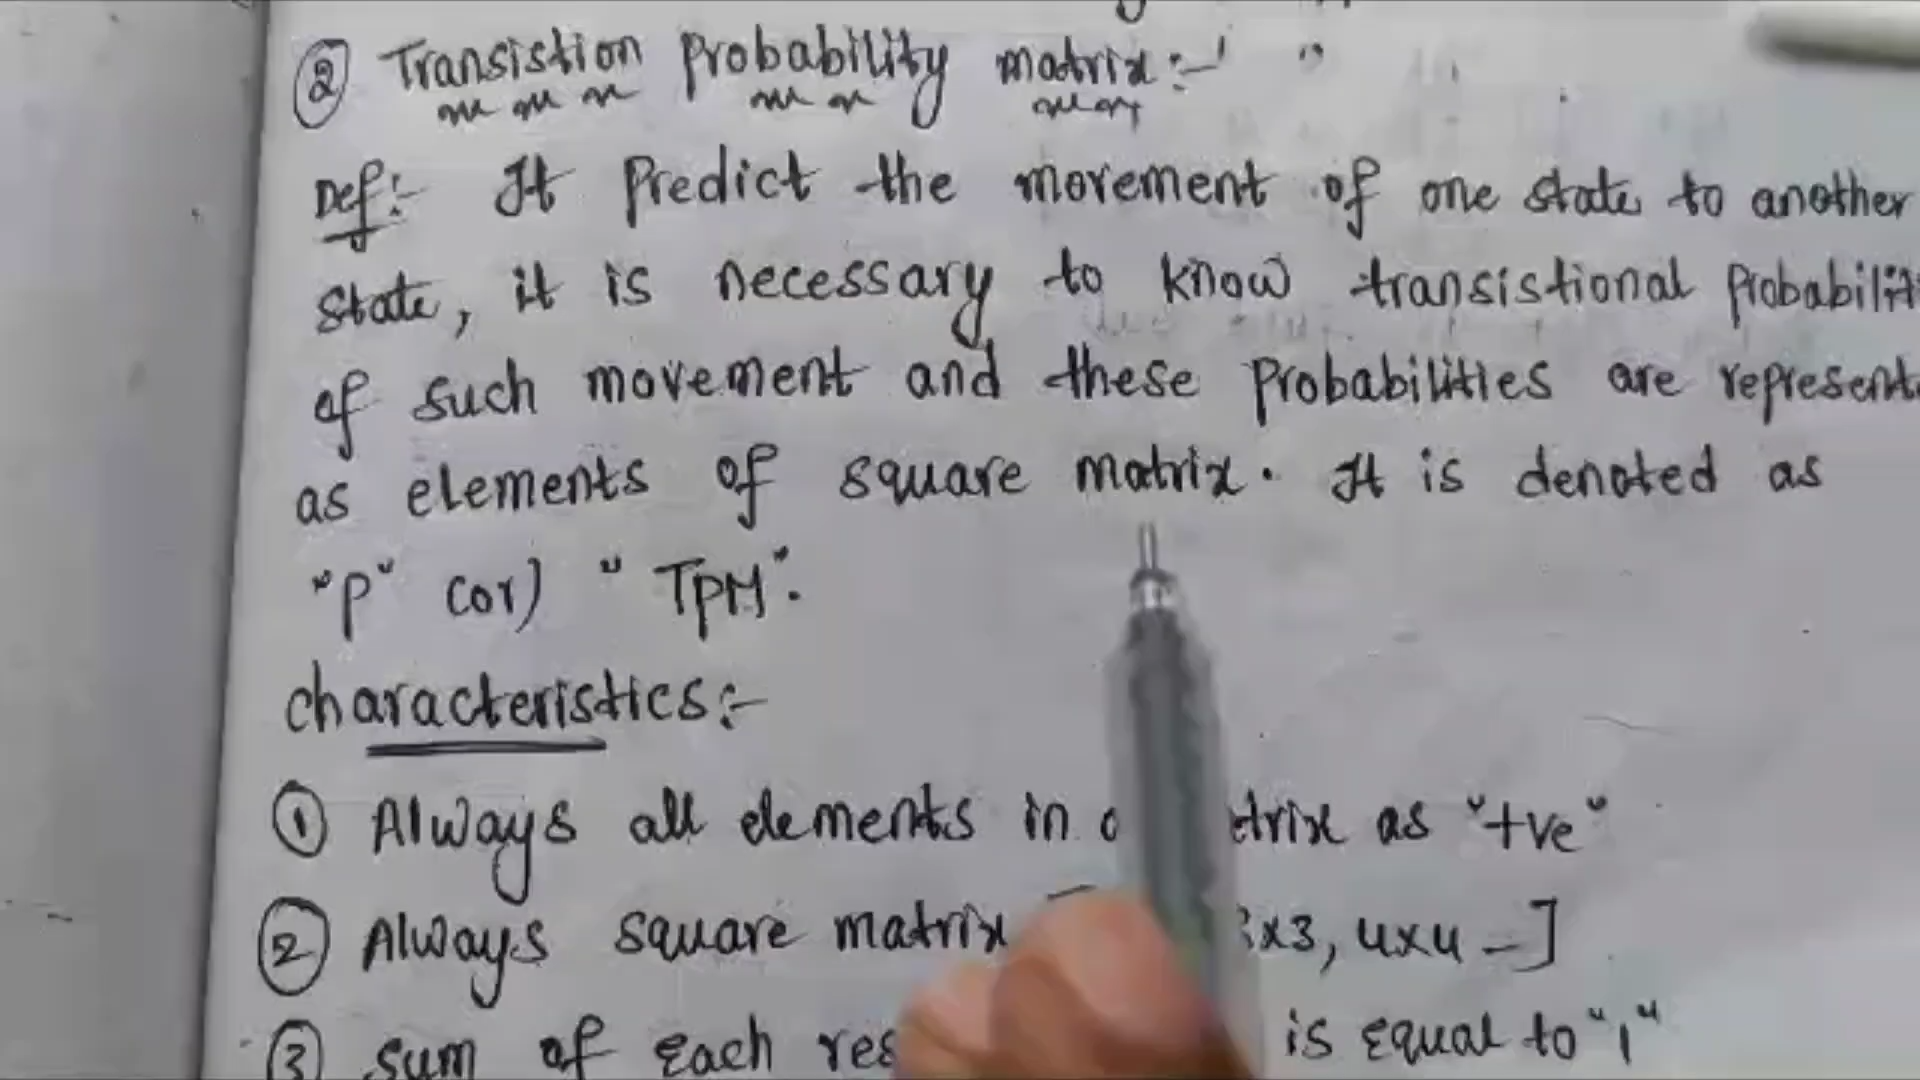 ② Transistion Probability matrix :-
Def:- It Predict the movement of one state to another
state, it is necessary to know transistional Probabiliti
of such movement and these Probabilities are represent
as elements of square matrix. It is denoted as
"P" (or) "TPM".
characteristics:-
① Always all elements in as "+ve"
② Always square matrix x3, 4x4 -]
③ sum of Each is Equal to "1"